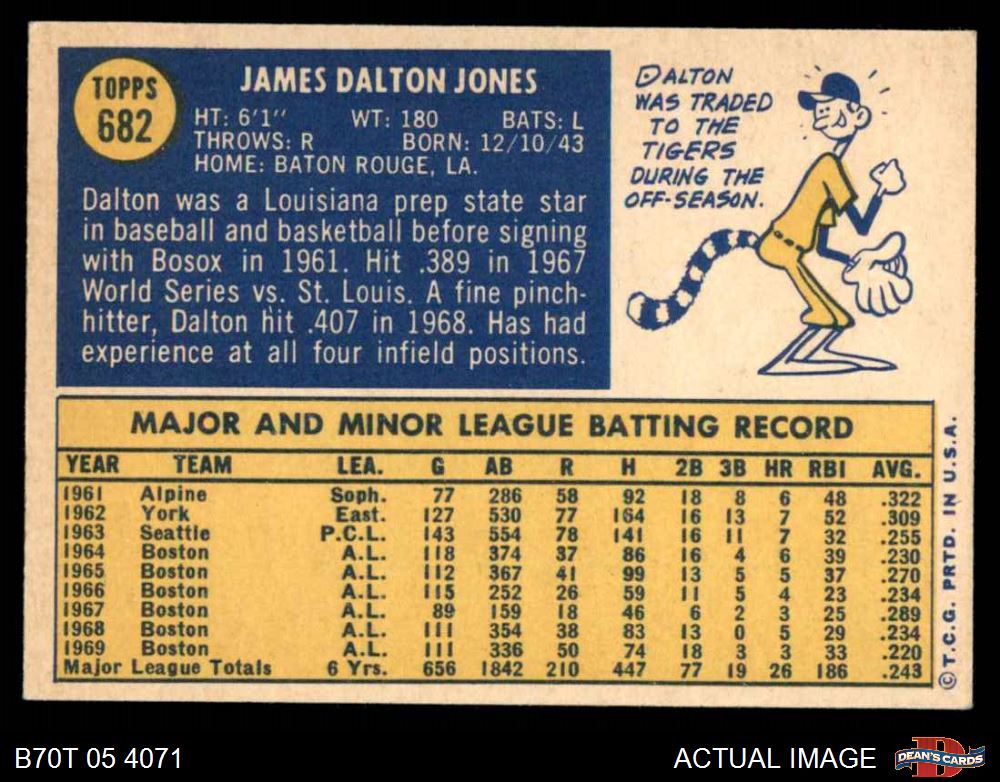 TOPPS
682
JAMES DALTON JONES
HT: 6'1" WT: 180 BATS: L
THROWS: R BORN: 12/10/43
HOME: BATON ROUGE, LA.
Dalton was a Louisiana prep state star
in baseball and basketball before signing
with Bosox in 1961. Hit .389 in 1967
World Series vs. St. Louis. A fine pinch-
hitter, Dalton hit .407 in 1968. Has had
experience at all four infield positions.
DALTON
WAS TRADED
TO THE
TIGERS
DURING THE
OFF-SEASON.
MAJOR AND MINOR LEAGUE BATTING RECORD
YEAR TEAM LEA. G AB R H 2B 3B HR RBI AVG.
1961 Alpine Soph. 77 286 58 92 18 8 6 48 .322
1962 York East. 127 530 77 164 16 13 7 52 .309
1963 Seattle P.C.L. 143 554 78 141 16 11 7 32 .255
1964 Boston A.L. 118 374 37 86 16 4 6 39 .230
1965 Boston A.L. 112 367 41 99 13 5 5 37 .270
1966 Boston A.L. 115 252 26 59 11 5 4 23 .234
1967 Boston A.L. 89 159 18 46 6 2 3 25 .289
1968 Boston A.L. 111 354 38 83 13 0 5 29 .234
1969 Boston A.L. 111 336 50 74 18 3 3 33 .220
Major League Totals 6 Yrs. 656 1842 210 447 77 19 26 186 .243
©T.C.G. PRTD. IN U.S.A.
B70T 05 4071
ACTUAL IMAGE
D
DEAN'S CARDS